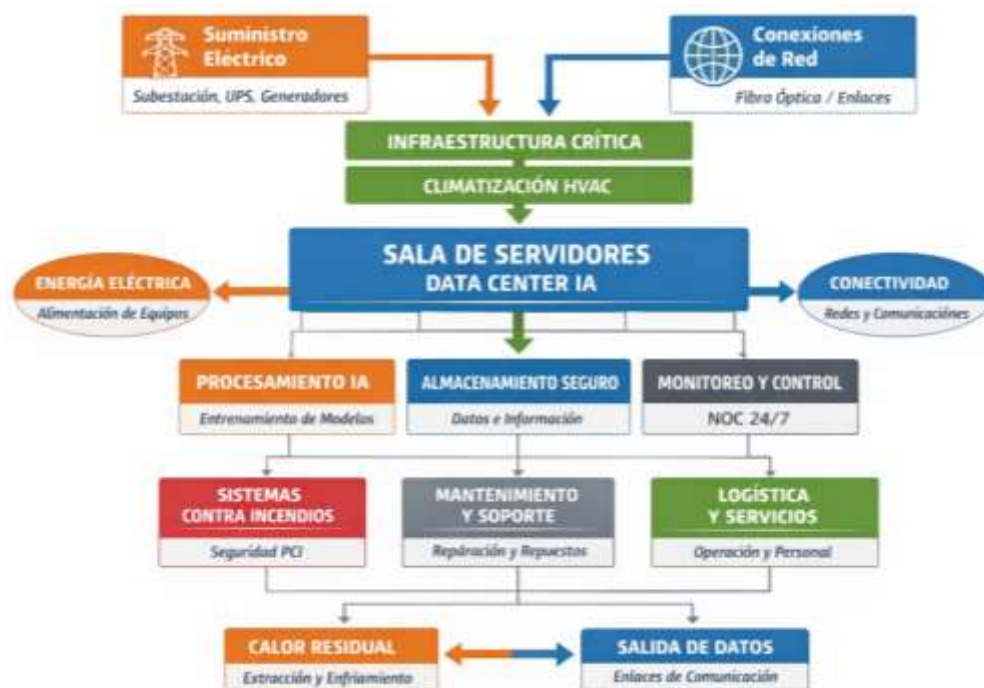 Suministro
Eléctrico
Subestación, UPS, Generadores
Conexiones
de Red
Fibra Óptica / Enlaces
INFRAESTRUCTURA CRÍTICA
CLIMATIZACIÓN HVAC
SALA DE SERVIDORES
DATA CENTER IA
ENERGÍA ELÉCTRICA
Alimentación de Equipos
CONECTIVIDAD
Redes y Comunicaciónes
PROCESAMIENTO IA
Entrenamiento de Modelos
ALMACENAMIENTO SEGURO
Datos e Información
MONITOREO Y CONTROL
NOC 24/7
SISTEMAS
CONTRA INCENDIOS
Seguridad PCI
MANTENIMIENTO
Y SOPORTE
Repáración y Repuestos
LOGÍSTICA
Y SERVICIOS
Operación y Personal
CALOR RESIDUAL
Extracción y Enfriamiento
SALIDA DE DATOS
Enlaces de Comunicación